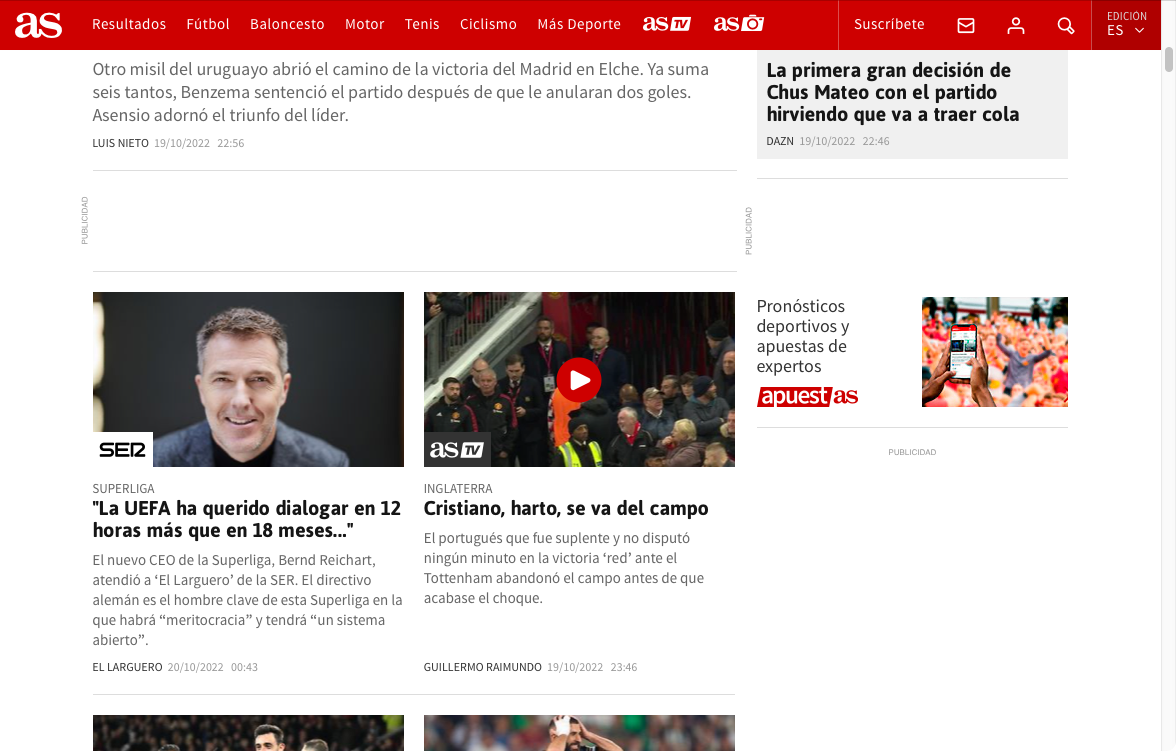 as
Resultados
Fútbol
Baloncesto
Motor
Tenis
Ciclismo
Más Deporte
as TV
as
Suscríbete
EDICIÓN
ES
Otro misil del uruguayo abrió el camino de la victoria del Madrid en Elche. Ya suma
seis tantos, Benzema sentenció el partido después de que le anularan dos goles.
Asensio adornó el triunfo del líder.
LUIS NIETO 19/10/2022 22:56
La primera gran decisión de
Chus Mateo con el partido
hirviendo que va a traer cola
DAZN 19/10/2022 22:46
PUBLICIDAD
PUBLICIDAD
Pronósticos
deportivos y
apuestas de
expertos
apuestas
PUBLICIDAD
SER
SUPERLIGA
"La UEFA ha querido dialogar en 12
horas más que en 18 meses..."
El nuevo CEO de la Superliga, Bernd Reichart,
atendió a ‘El Larguero’ de la SER. El directivo
alemán es el hombre clave de esta Superliga en la
que habrá “meritocracia” y tendrá “un sistema
abierto”.
EL LARGUERO 20/10/2022 00:43
as TV
INGLATERRA
Cristiano, harto, se va del campo
El portugués que fue suplente y no disputó
ningún minuto en la victoria ‘red’ ante el
Tottenham abandonó el campo antes de que
acabase el choque.
GUILLERMO RAIMUNDO 19/10/2022 23:46